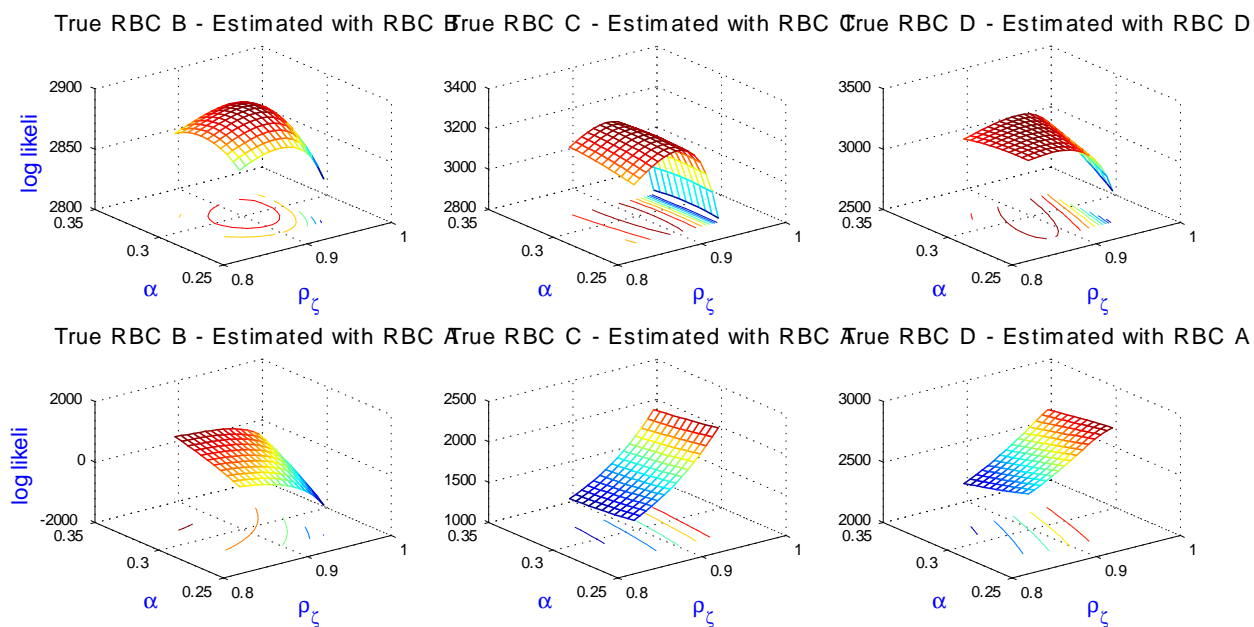 True RBC B - Estimated with RBC B
True RBC C - Estimated with RBC C
True RBC D - Estimated with RBC D
2900
2850
2800
log likeli
0.35
0.3
0.25
α
0.8
0.9
1
ρζ
3400
3200
3000
2800
0.35
0.3
0.25
α
0.8
0.9
1
ρζ
3500
3000
2500
0.35
0.3
0.25
α
0.8
0.9
1
ρζ
True RBC B - Estimated with RBC A
True RBC C - Estimated with RBC A
True RBC D - Estimated with RBC A
2000
0
-2000
log likeli
0.35
0.3
0.25
α
0.8
0.9
1
ρζ
2500
2000
1500
1000
0.35
0.3
0.25
α
0.8
0.9
1
ρζ
3000
2500
2000
0.35
0.3
0.25
α
0.8
0.9
1
ρζ